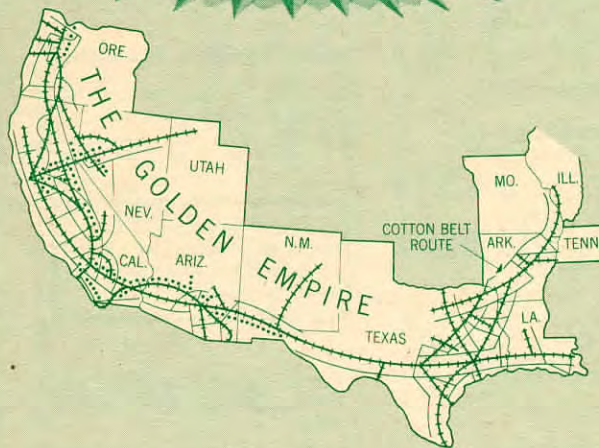 ORE.
THE GOLDEN EMPIRE
UTAH
NEV.
CAL.
ARIZ.
N.M.
TEXAS
MO.
ILL.
COTTON BELT
ROUTE
ARK.
TENN
LA.